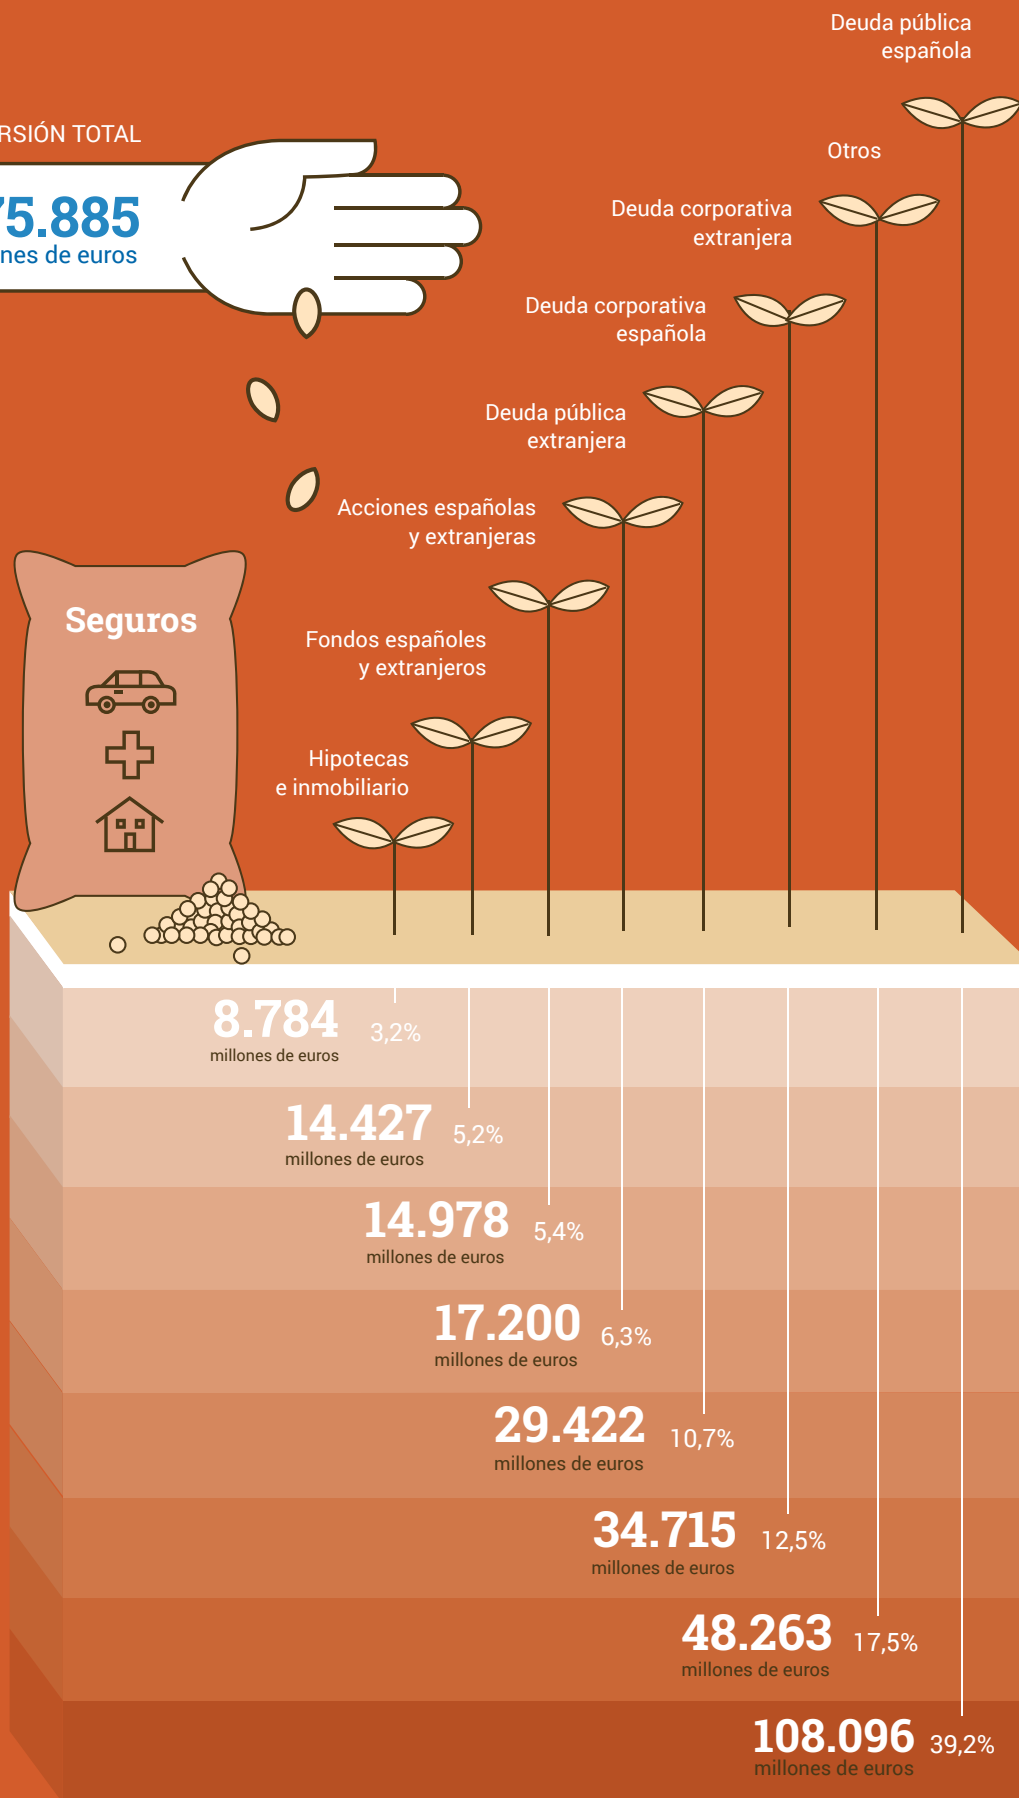 Deuda pública
española
RSIÓN TOTAL
75.885
nes de euros
Otros
Deuda corporativa
extranjera
Deuda corporativa
española
Deuda pública
extranjera
Acciones españolas
y extranjeras
Seguros
Fondos españoles
y extranjeros
Hipotecas
e inmobiliario
8.784 3,2%
millones de euros
14.427 5,2%
millones de euros
14.978 5,4%
millones de euros
17.200 6,3%
millones de euros
29.422 10,7%
millones de euros
34.715 12,5%
millones de euros
48.263 17,5%
millones de euros
108.096 39,2%
millones de euros